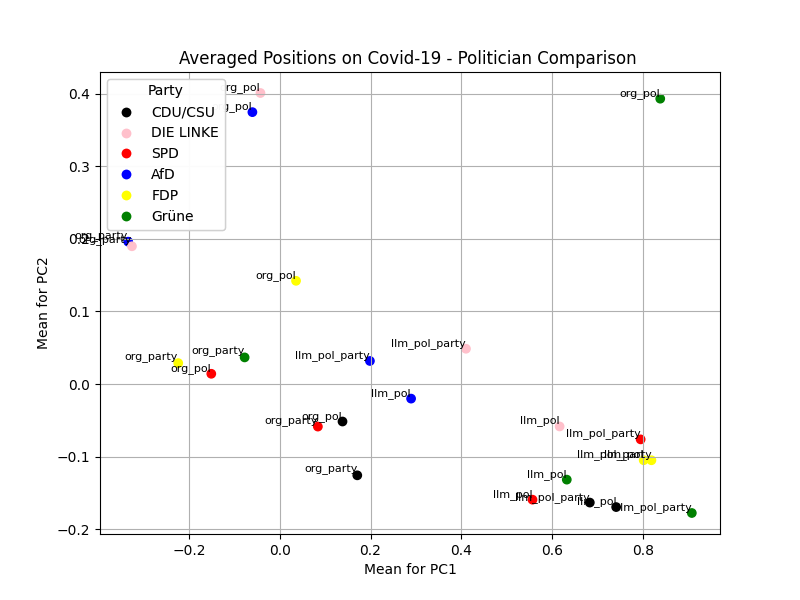 Averaged Positions on Covid-19 - Politician Comparison
Party
CDU/CSU
DIE LINKE
SPD
AfD
FDP
Grüne
org_pol
org_pol
org_pol
org_party
org_party
org_pol
org_party
org_party
org_pol
org_party
org_pol
org_party
llm_pol_party
llm_pol_party
llm_pol
llm_pol
llm_pol_party
llm_pol
llm_pol_party
llm_pol
llm_pol
llm_pol_party
llm_pol
llm_pol_party
0.4
0.3
0.2
0.1
0.0
−0.1
−0.2
Mean for PC2
−0.2
0.0
0.2
0.4
0.6
0.8
Mean for PC1